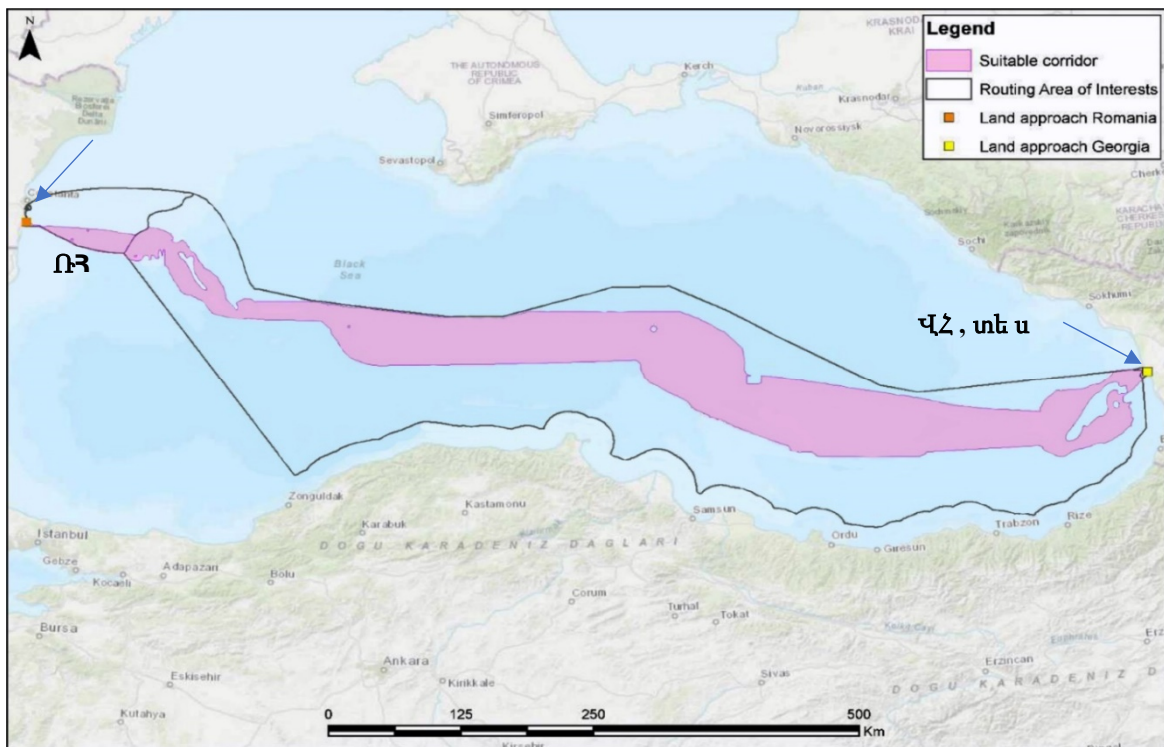 N
Legend
Suitable corridor
Routing Area of Interests
Land approach Romania
Land approach Georgia
KRASNODAR
KRAI
Kerch
THE AUTONOMOUS
REPUBLIC
OF CRIMEA
Kuban
Krasnodar
Simferopol
Novorossiysk
Sevastopol
Sochi
Sokhumi
Black
Sea
ՌՀ
ՎՀ , տե ս
Zonguldak
Kastamonu
Karabuk
Samsun
Ordu
Giresun
Trabzon
Rize
Istanbul
Gebze
Kocaeli
Adapazari
Bolu
DOGU KARADENIZ DAGLARI
Corum
Turhal
Tokat
Bursa
Eskisehir
Ankara
Kirikkale
Sivas
Erzincan
DOGU KARADENIZ D
Kutahya
Kirsehir
0 125 250 500
Km